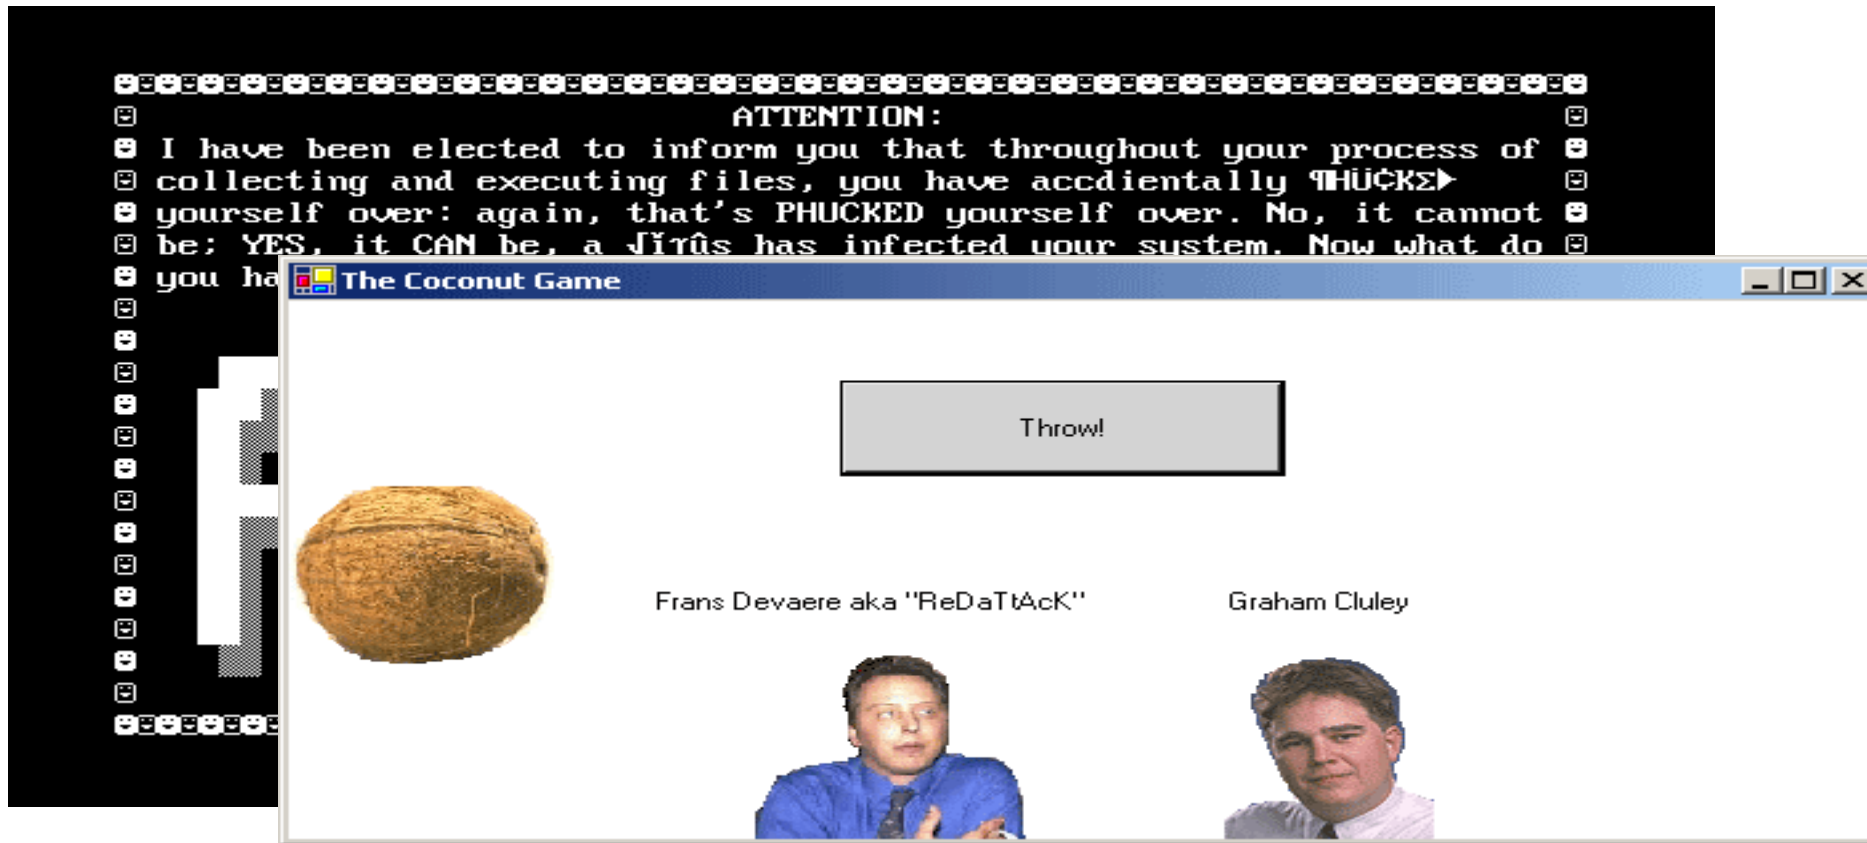 ATTENTION:
I have been elected to inform you that throughout your process of
collecting and executing files, you have accdientally ¶HÜ¢KΣ►
yourself over: again, that's PHUCKED yourself over. No, it cannot
be; YES, it CAN be, a √ïτûs has infected your system. Now what do
you ha
The Coconut Game
Throw!
Frans Devaere aka "ReDaTtAcK"
Graham Cluley